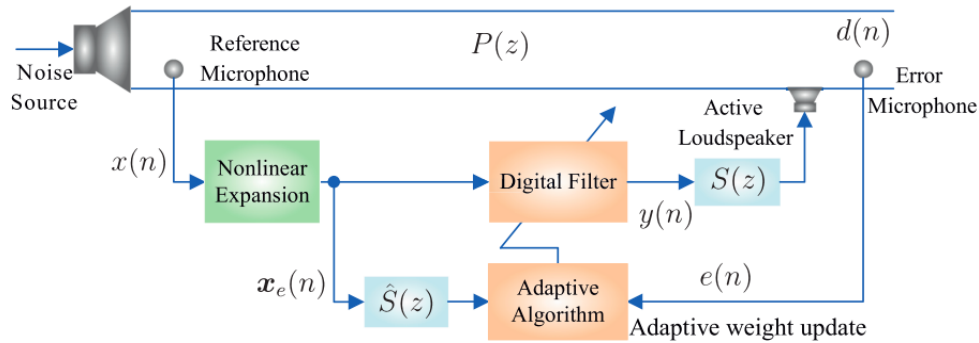 Noise
Source
Reference
Microphone
P(z)
d(n)
Error
Microphone
Active
Loudspeaker
x(n)
Nonlinear
Expansion
Digital Filter
y(n)
S(z)
x_e(n)
Ŝ(z)
Adaptive
Algorithm
e(n)
Adaptive weight update